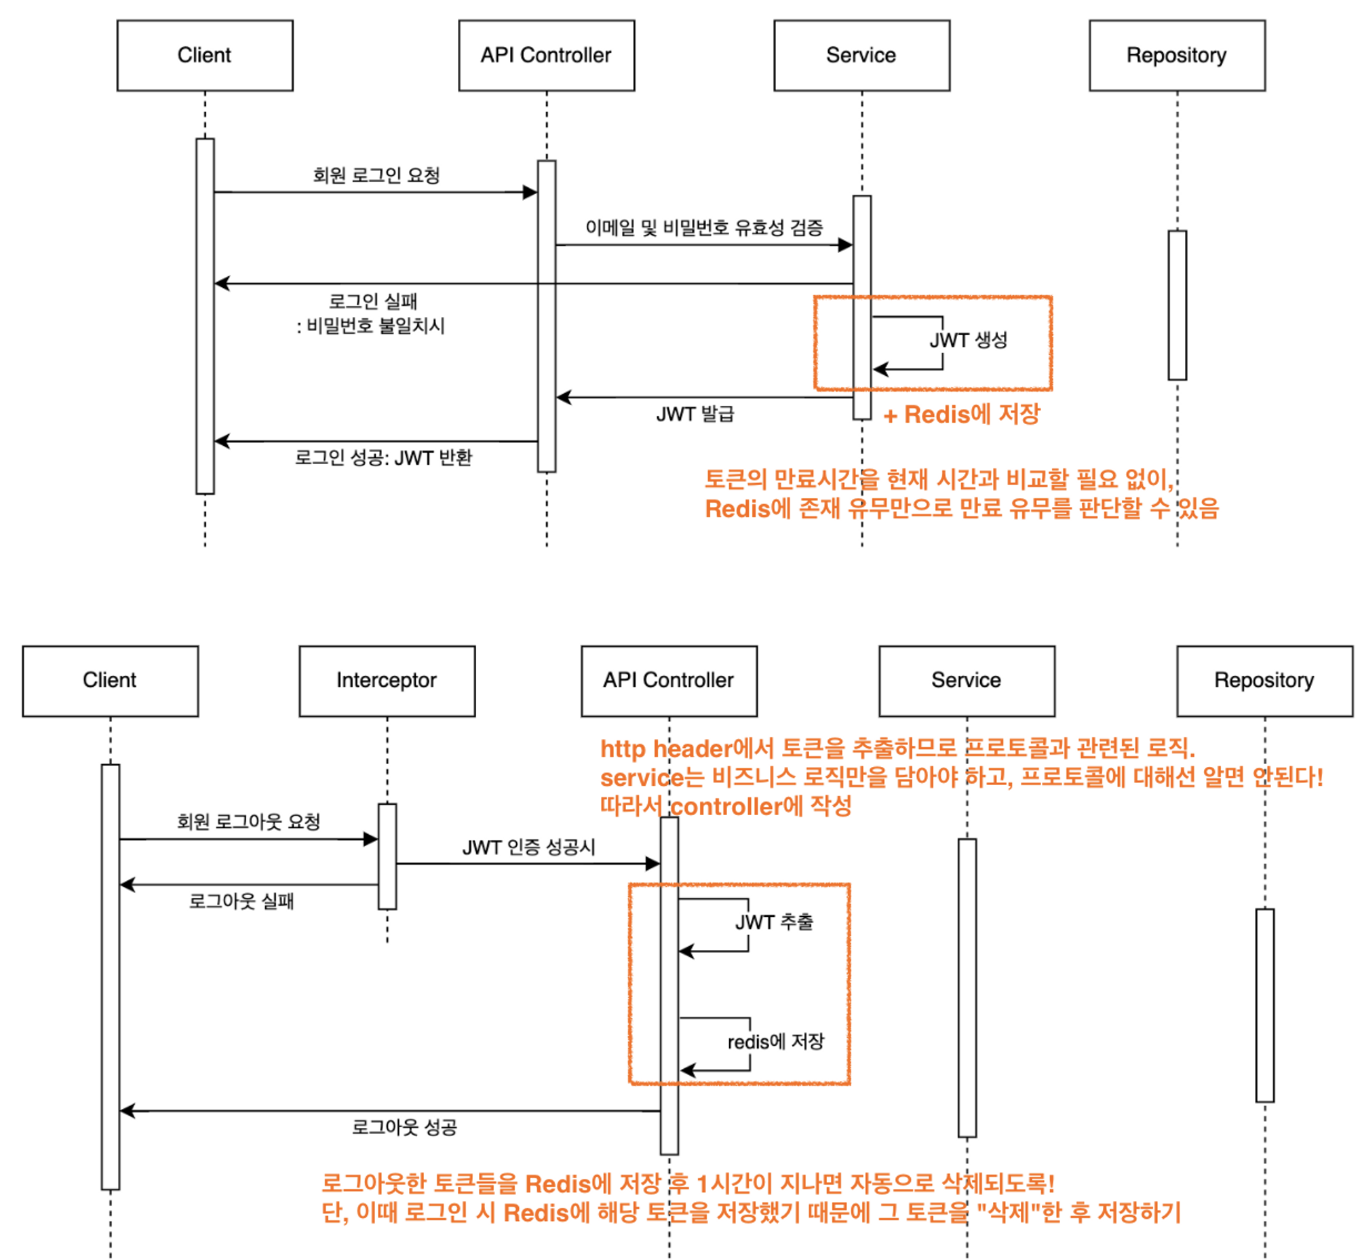 Client
API Controller
Service
Repository
회원 로그인 요청
이메일 및 비밀번호 유효성 검증
로그인 실패
: 비밀번호 불일치시
JWT 생성
JWT 발급
+ Redis에 저장
로그인 성공: JWT 반환
토큰의 만료시간을 현재 시간과 비교할 필요 없이,
Redis에 존재 유무만으로 만료 유무를 판단할 수 있음
Client
Interceptor
API Controller
Service
Repository
http header에서 토큰을 추출하므로 프로토콜과 관련된 로직.
service는 비즈니스 로직만을 담아야 하고, 프로토콜에 대해선 알면 안된다!
따라서 controller에 작성
회원 로그아웃 요청
JWT 인증 성공시
로그아웃 실패
JWT 추출
redis에 저장
로그아웃 성공
로그아웃한 토큰들을 Redis에 저장 후 1시간이 지나면 자동으로 삭제되도록!
단, 이때 로그인 시 Redis에 해당 토큰을 저장했기 때문에 그 토큰을 "삭제"한 후 저장하기